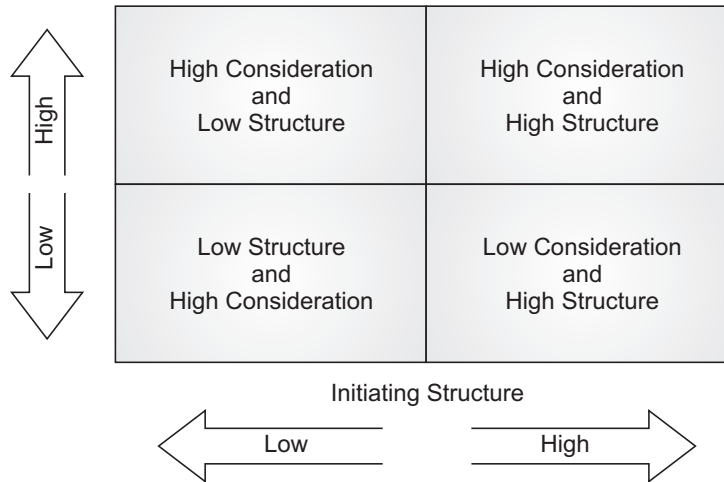 High
Low
High Consideration
and
Low Structure
High Consideration
and
High Structure
Low Structure
and
High Consideration
Low Consideration
and
High Structure
Initiating Structure
Low
High